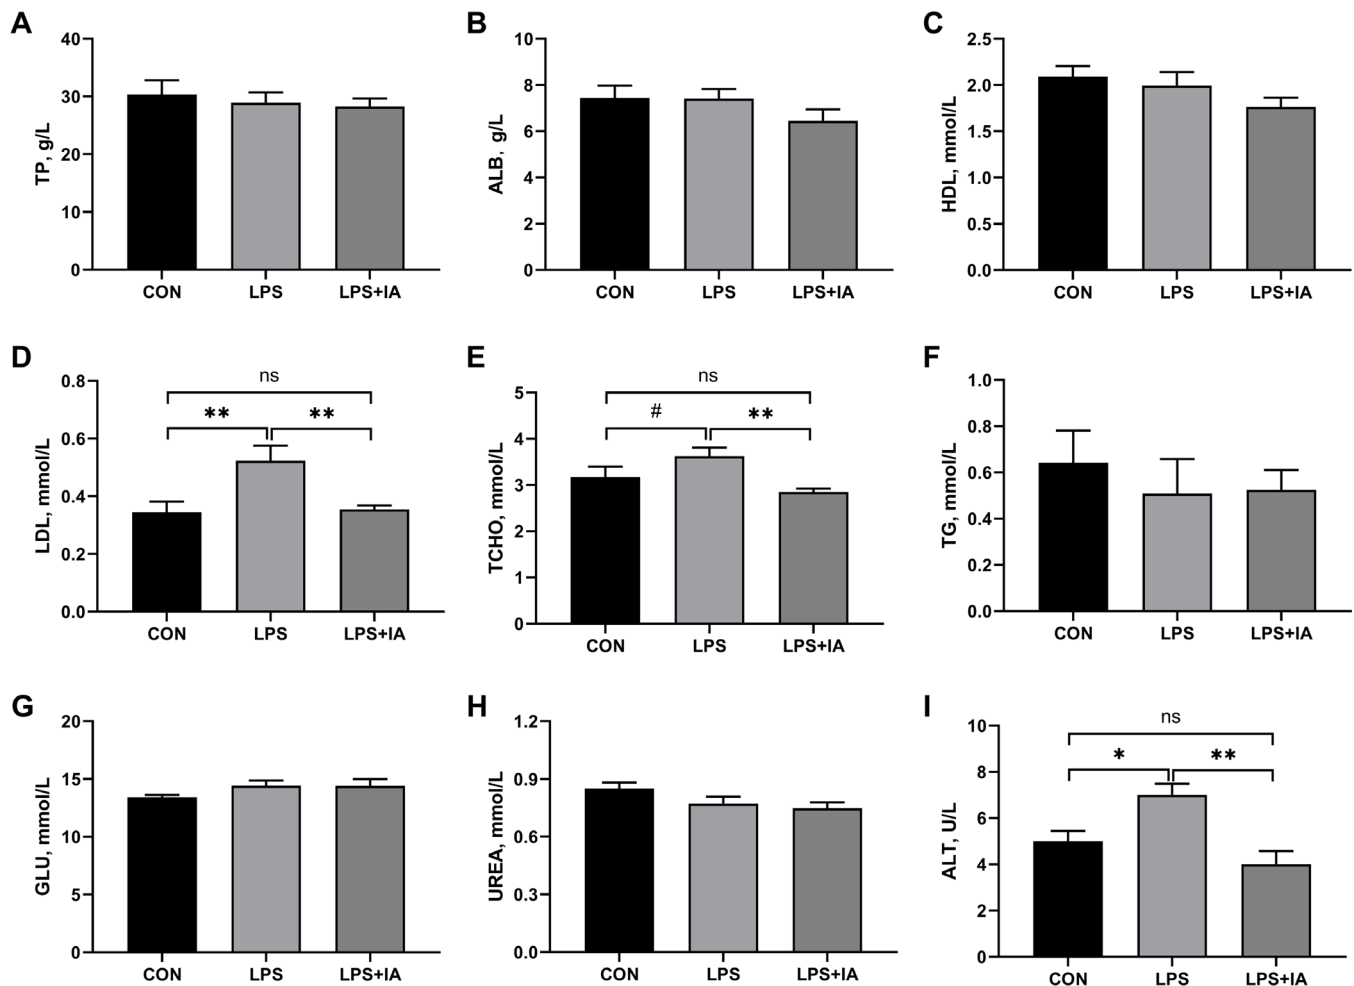 A
TP, g/L
40
30
20
10
0
CON LPS LPS+IA
B
ALB, g/L
10
8
6
4
2
0
CON LPS LPS+IA
C
HDL, mmol/L
2.5
2.0
1.5
1.0
0.5
0.0
CON LPS LPS+IA
D
LDL, mmol/L
0.8
0.6
0.4
0.2
0.0
ns
** **
CON LPS LPS+IA
E
TCHO, mmol/L
5
4
3
2
1
0
ns
# **
CON LPS LPS+IA
F
TG, mmol/L
1.0
0.8
0.6
0.4
0.2
0.0
CON LPS LPS+IA
G
GLU, mmol/L
20
15
10
5
0
CON LPS LPS+IA
H
UREA, mmol/L
1.2
0.9
0.6
0.3
0.0
CON LPS LPS+IA
I
ALT, U/L
10
8
6
4
2
0
ns
* **
CON LPS LPS+IA